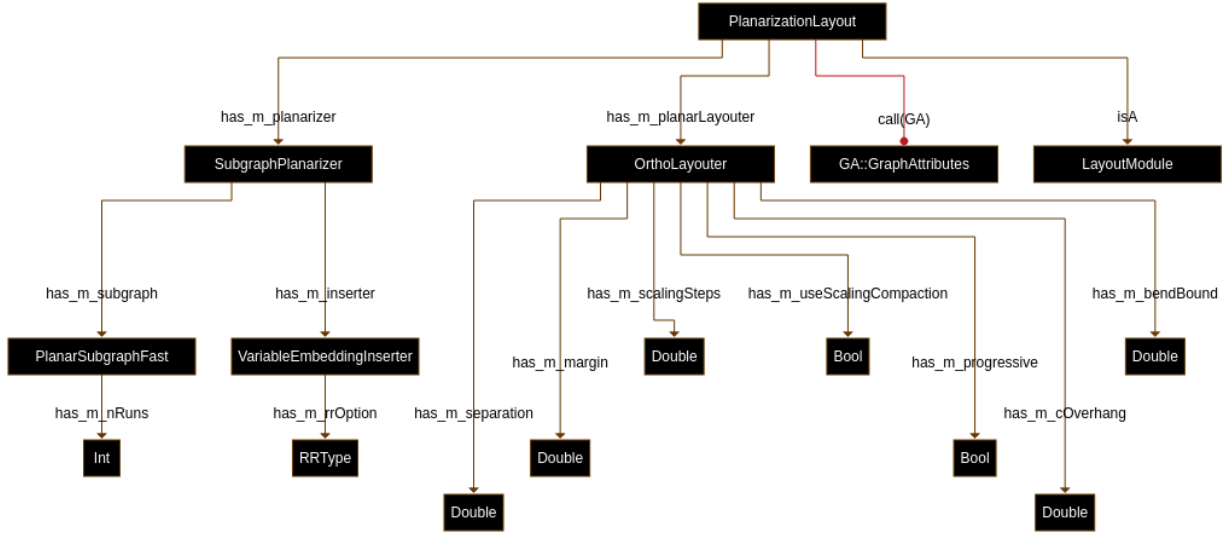 PlanarizationLayout
has_m_planarizer
has_m_planarLayouter
call(GA)
isA
SubgraphPlanarizer
OrthoLayouter
GA::GraphAttributes
LayoutModule
has_m_subgraph
has_m_inserter
has_m_scalingSteps
has_m_useScalingCompaction
has_m_bendBound
PlanarSubgraphFast
VariableEmbeddingInserter
has_m_margin
Double
Bool
has_m_progressive
Double
has_m_nRuns
has_m_rrOption
has_m_separation
has_m_cOverhang
Int
RRType
Double
Bool
Double
Double